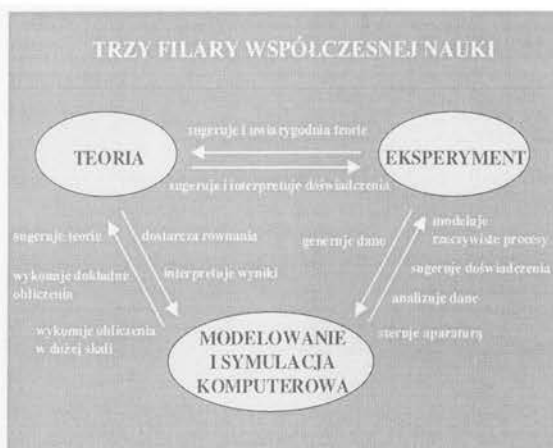 TRZY FILARY WSPÓŁCZESNEJ NAUKI
sugeruje i uwiarygodnia teorie
TEORIA
EKSPERYMENT
sugeruje i interpretuje doświadczenia
sugeruje teorie
dostarcza równania
generuje dane
modeluje
rzeczywiste procesy
wykonuje dokładne
obliczenia
interpretuje wyniki
sugeruje doświadczenia
analizuje dane
wykonuje obliczenia
w dużej skali
steruje aparaturą
MODELOWANIE
I SYMULACJA
KOMPUTEROWA